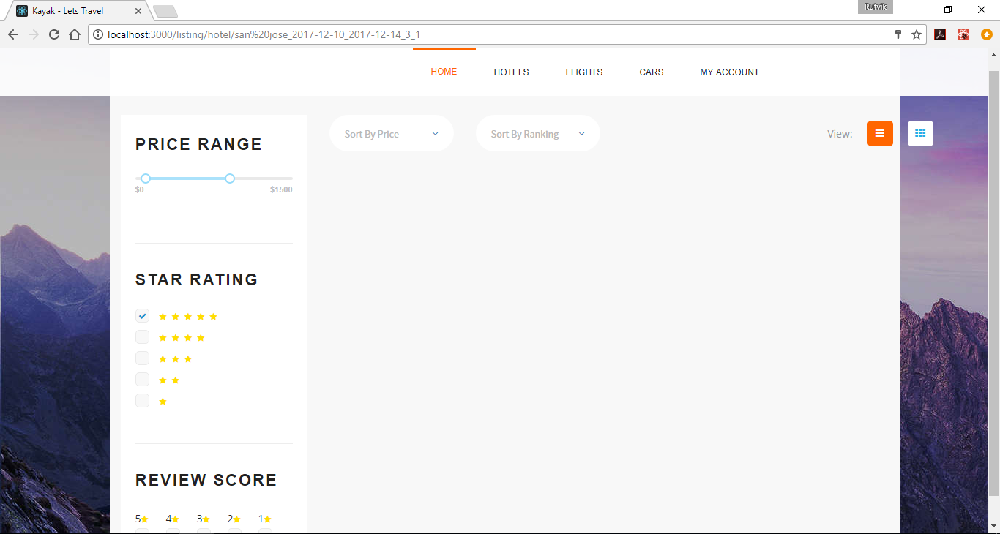 Kayak - Lets Travel
Rutvik
localhost:3000/listing/hotel/san%20jose_2017-12-10_2017-12-14_3_1
HOME HOTELS FLIGHTS CARS MY ACCOUNT
PRICE RANGE
$0 $1500
STAR RATING
REVIEW SCORE
5 4 3 2 1
Sort By Price Sort By Ranking View: